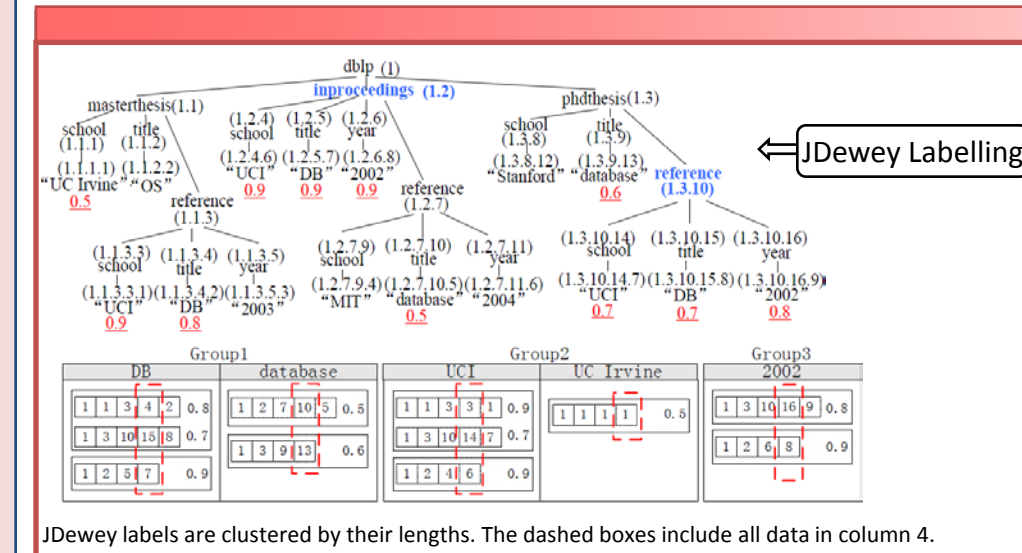 dblp (1)
masterthesis(1.1)
inproceedings (1.2)
phdthesis(1.3)
school title
(1.1.1) (1.1.2)
(1.1.1.1) (1.1.2.2)
“UC Irvine” “OS”
0.5
reference
(1.1.3)
(1.1.3.3) (1.1.3.4) (1.1.3.5)
school title year
(1.1.3.3.1)(1.1.3.4.2)(1.1.3.5.3)
“UCI” “DB” “2003”
0.9 0.8
(1.2.4) (1.2.5) (1.2.6)
school title year
(1.2.4.6) (1.2.5.7) (1.2.6.8)
“UCI” “DB” “2002”
0.9 0.9 0.9
reference
(1.2.7)
(1.2.7.9) (1.2.7.10) (1.2.7.11)
school title year
(1.2.7.9.4)(1.2.7.10.5)(1.2.7.11.6)
“MIT” “database” “2004”
0.5
school title
(1.3.8) (1.3.9)
(1.3.8.12) (1.3.9.13)
“Stanford” “database”
0.6
reference
(1.3.10)
(1.3.10.14) (1.3.10.15) (1.3.10.16)
school title year
(1.3.10.14.7)(1.3.10.15.8)(1.3.10.16.9)
“UCI” “DB” “2002”
0.7 0.7 0.8
JDewey Labelling
Group1 Group2 Group3
DB database UCI UC Irvine 2002
1 1 3 4 2 0.8
1 3 10 15 8 0.7
1 2 5 7 0.9
1 2 7 10 5 0.5
1 3 9 13 0.6
1 1 3 3 1 0.9
1 3 10 14 7 0.7
1 2 4 6 0.9
1 1 1 1 0.5
1 3 10 16 9 0.8
1 2 6 8 0.9
JDewey labels are clustered by their lengths. The dashed boxes include all data in column 4.